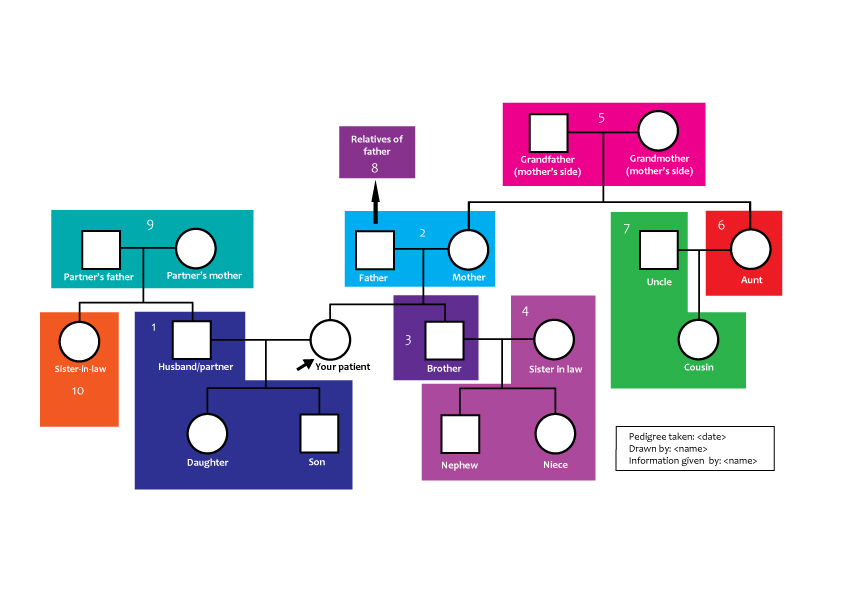 5
Grandfather
(mother's side)
Grandmother
(mother's side)
Relatives of
father
8
9
Partner's father
Partner's mother
2
Father
Mother
7
Uncle
6
Aunt
1
Husband/partner
Your patient
3
Brother
4
Sister in law
Cousin
Sister-in-law
10
Daughter
Son
Nephew
Niece
Pedigree taken: <date>
Drawn by: <name>
Information given  by: <name>